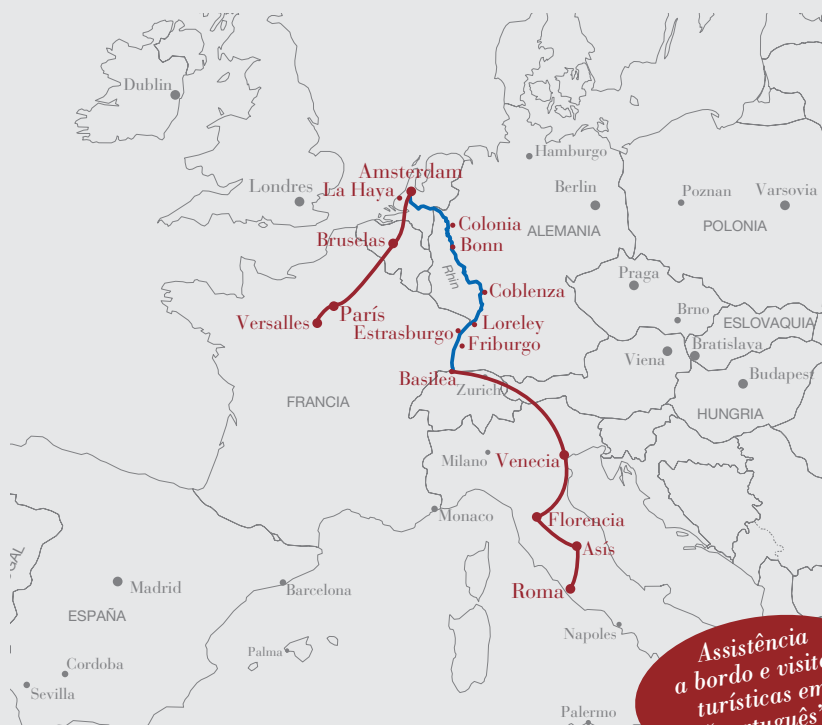 Dublin
Hamburgo
Amsterdam
La Haya
Londres
Berlin
Poznan
Varsovia
Colonia
ALEMANIA
POLONIA
Bruselas
Bonn
Rhin
Praga
Coblenza
París
Versalles
Loreley
Brno
ESLOVAQUIA
Estrasburgo
Friburgo
Viena
Bratislava
Basilea
Zurich
Budapest
FRANCIA
HUNGRIA
Milano
Venecia
Monaco
Florencia
Asís
Madrid
Barcelona
Roma
ESPAÑA
Napoles
Palma
Cordoba
Sevilla
Palermo
Assistência
a bordo e visita
turísticas em